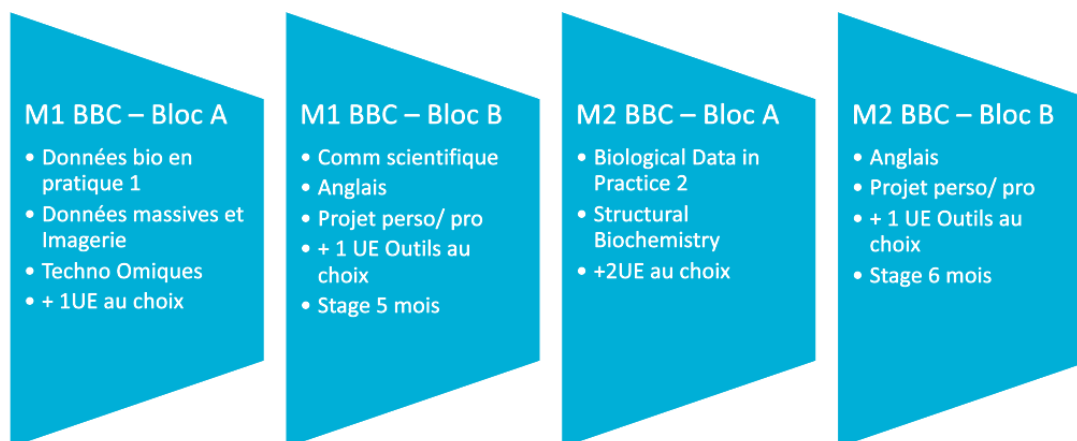 M1 BBC – Bloc A
• Données bio en
pratique 1
• Données massives et
Imagerie
• Techno Omiques
• + 1UE au choix
M1 BBC – Bloc B
• Comm scientifique
• Anglais
• Projet perso/ pro
• + 1 UE Outils au
choix
• Stage 5 mois
M2 BBC – Bloc A
• Biological Data in
Practice 2
• Structural
Biochemistry
• +2UE au choix
M2 BBC – Bloc B
• Anglais
• Projet perso/ pro
• + 1 UE Outils au
choix
• Stage 6 mois